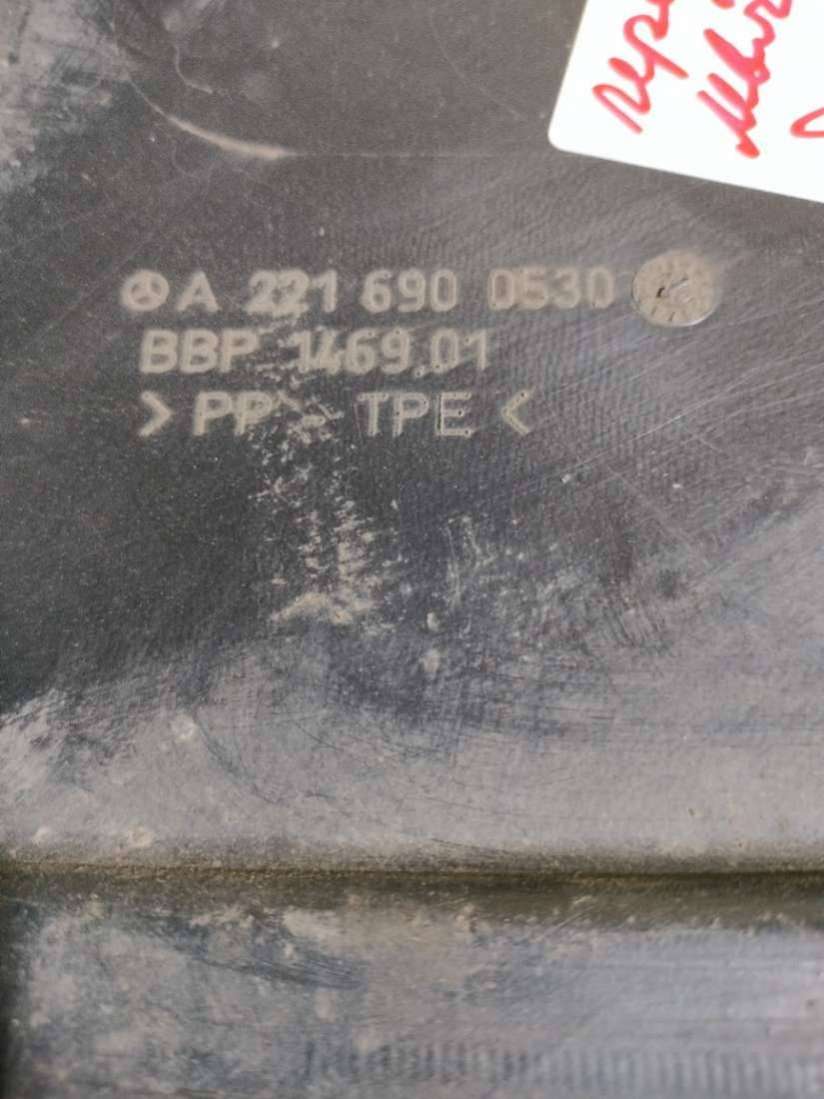 A 221 690 0530
BBP 1469.01
> PP - TPE <